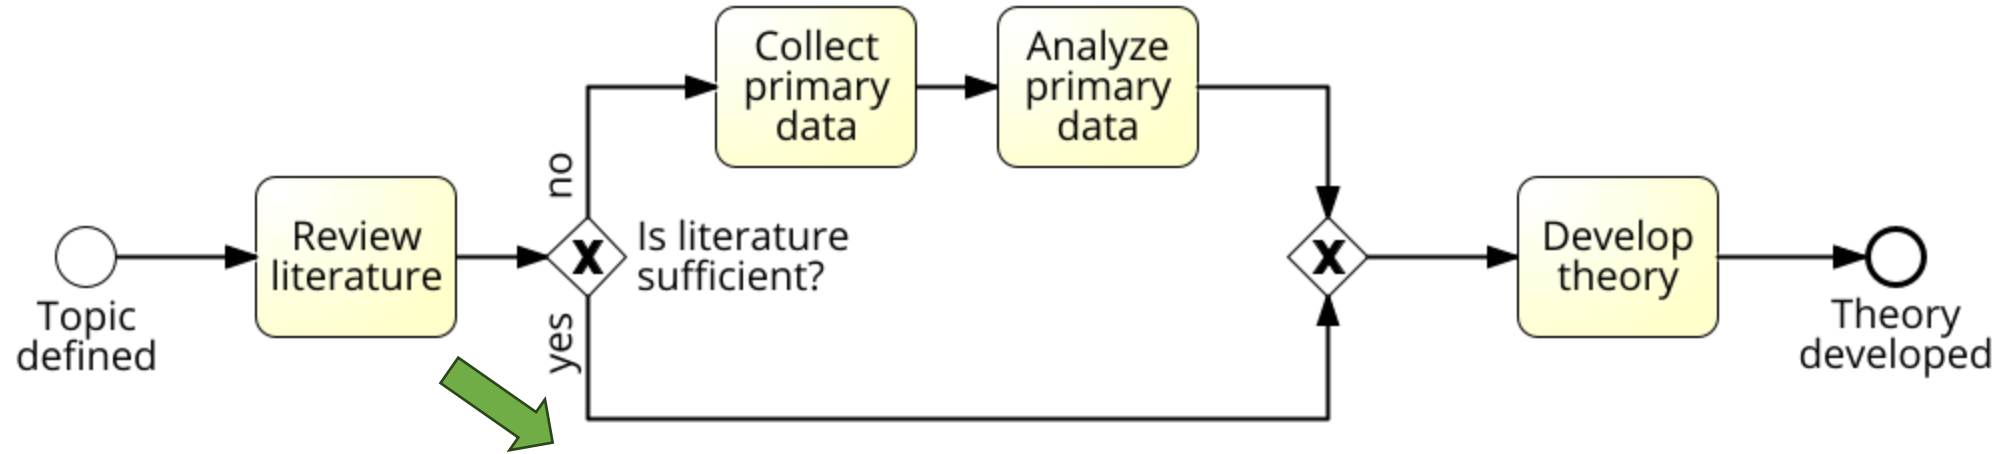 Topic
defined
Review
literature
no
yes
Is literature
sufficient?
Collect
primary
data
Analyze
primary
data
Develop
theory
Theory
developed